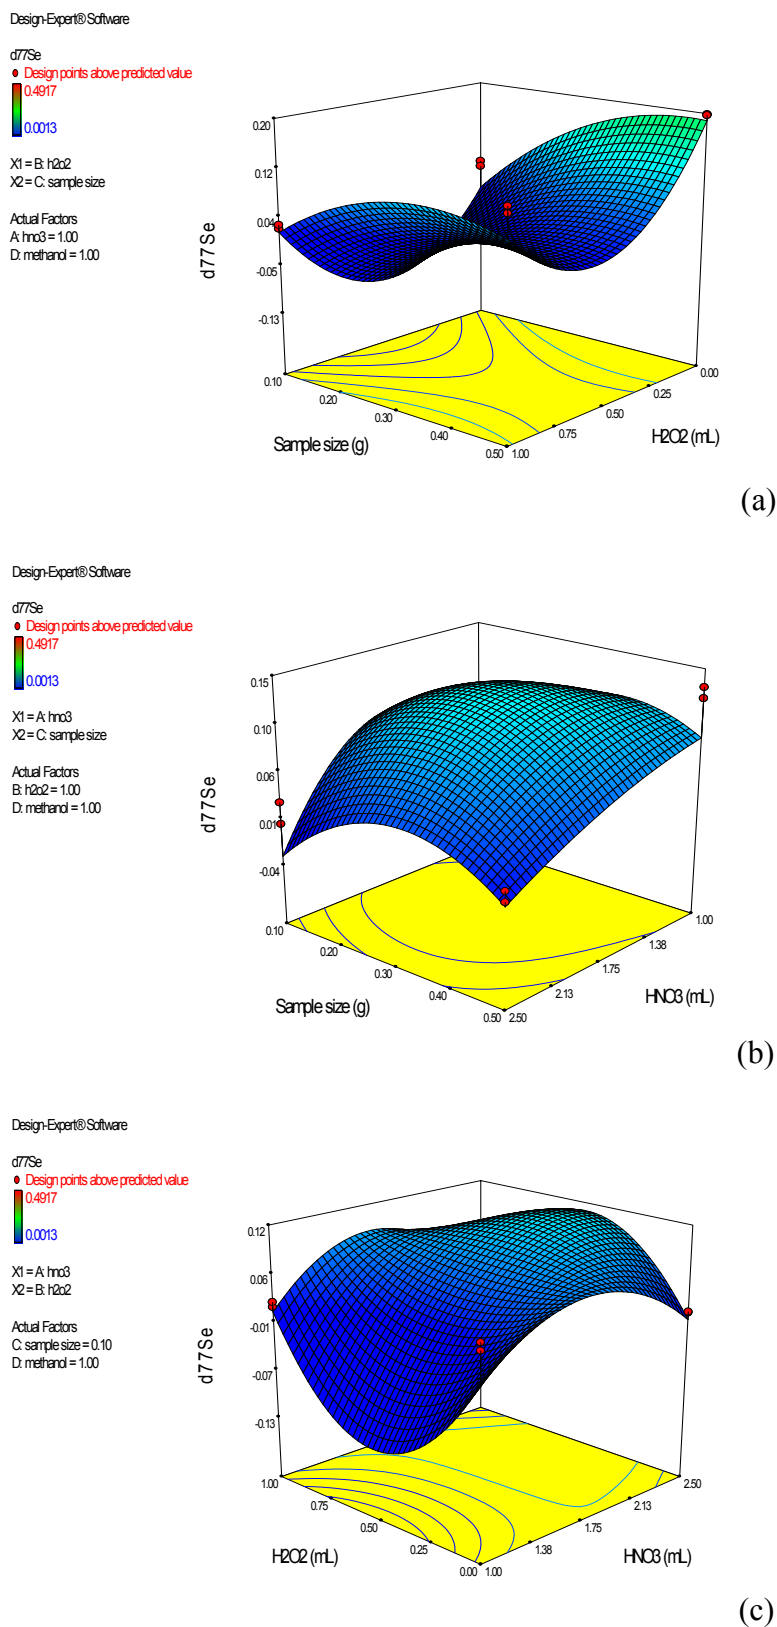 Design-Expert® Software
d77Se
Design points above predicted value
0.4917
0.0013
X1 = B: h2o2
X2 = C: sample size
Actual Factors
A: hno3 = 1.00
D: methanol = 1.00
0.20
0.12
0.04
-0.05
-0.13
d77Se
0.10
0.20
0.30
0.40
0.50
1.00
0.75
0.50
0.25
0.00
Sample size (g)
H2O2 (mL)
(a)
Design-Expert® Software
d77Se
Design points above predicted value
0.4917
0.0013
X1 = A: hno3
X2 = C: sample size
Actual Factors
B: h2o2 = 1.00
D: methanol = 1.00
0.15
0.10
0.06
0.01
-0.04
d77Se
0.10
0.20
0.30
0.40
0.50
2.50
2.13
1.75
1.38
1.00
Sample size (g)
HNO3 (mL)
(b)
Design-Expert® Software
d77Se
Design points above predicted value
0.4917
0.0013
X1 = A: hno3
X2 = B: h2o2
Actual Factors
C: sample size = 0.10
D: methanol = 1.00
0.12
0.06
-0.01
-0.07
-0.13
d77Se
1.00
0.75
0.50
0.25
0.00
1.00
1.38
1.75
2.13
2.50
H2O2 (mL)
HNO3 (mL)
(c)